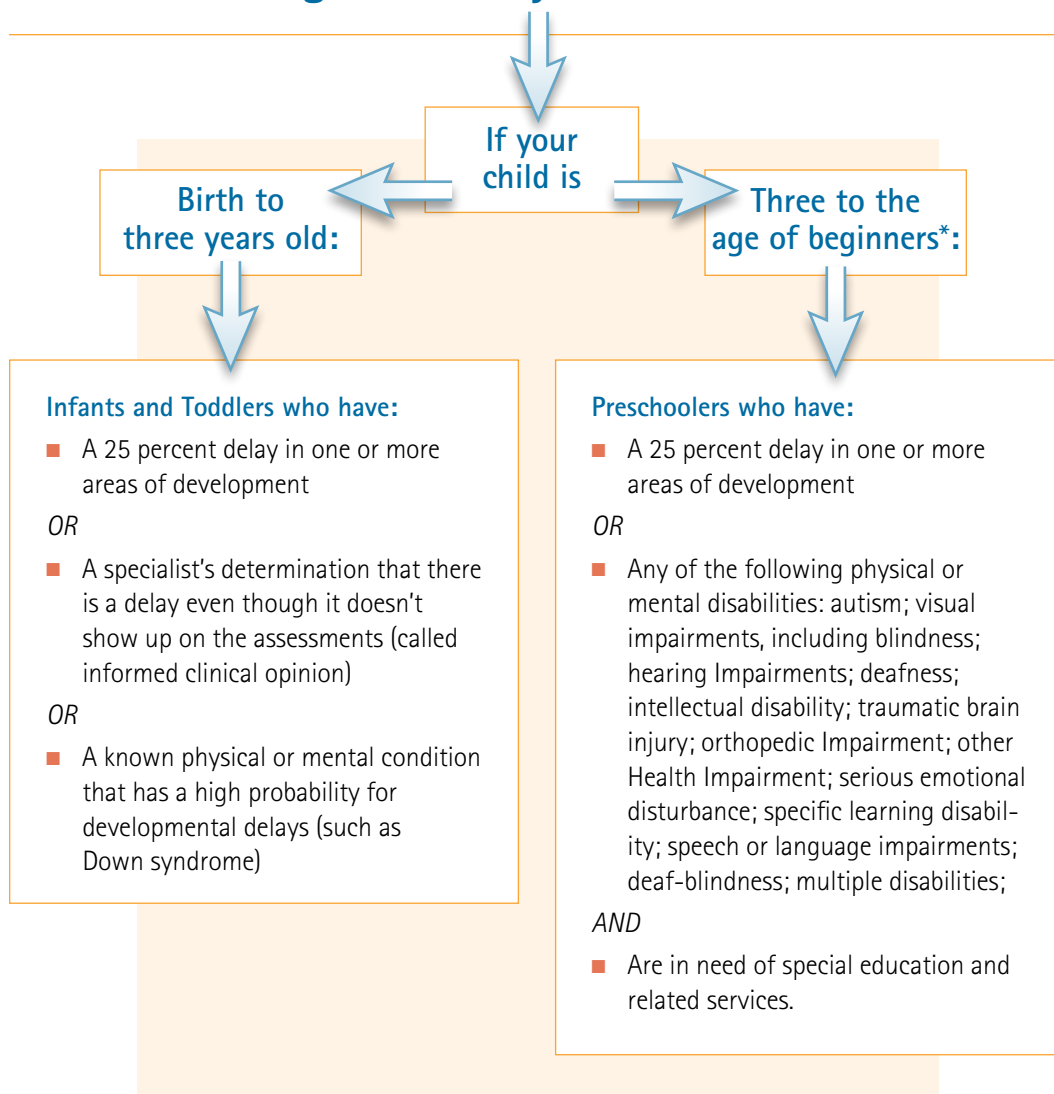 If your
child is
Birth to
three years old:
Three to the
age of beginners*:
Infants and Toddlers who have:
■ A 25 percent delay in one or more
areas of development
OR
■ A specialist's determination that there
is a delay even though it doesn't
show up on the assessments (called
informed clinical opinion)
OR
■ A known physical or mental condition
that has a high probability for
developmental delays (such as
Down syndrome)
Preschoolers who have:
■ A 25 percent delay in one or more
areas of development
OR
■ Any of the following physical or
mental disabilities: autism; visual
impairments, including blindness;
hearing Impairments; deafness;
intellectual disability; traumatic brain
injury; orthopedic Impairment; other
Health Impairment; serious emotional
disturbance; specific learning disabil-
ity; speech or language impairments;
deaf-blindness; multiple disabilities;
AND
■ Are in need of special education and
related services.